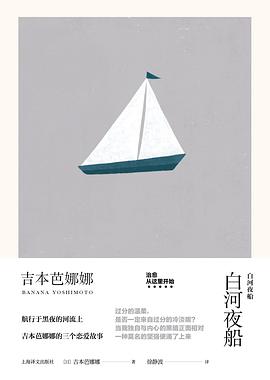 吉本芭娜娜
BANANA YOSHIMOTO
航行于黑夜的河流上
吉本芭娜娜的三个恋爱故事
治愈
从这里开始
过分的温柔，
是否一定来自过分的冷淡呢？
当我独自与内心的黑暗正面相对
一种莫名的坚强便涌了上来
白河夜船
白河夜船
上海译文出版社
［日］吉本芭娜娜
著
徐静波
译